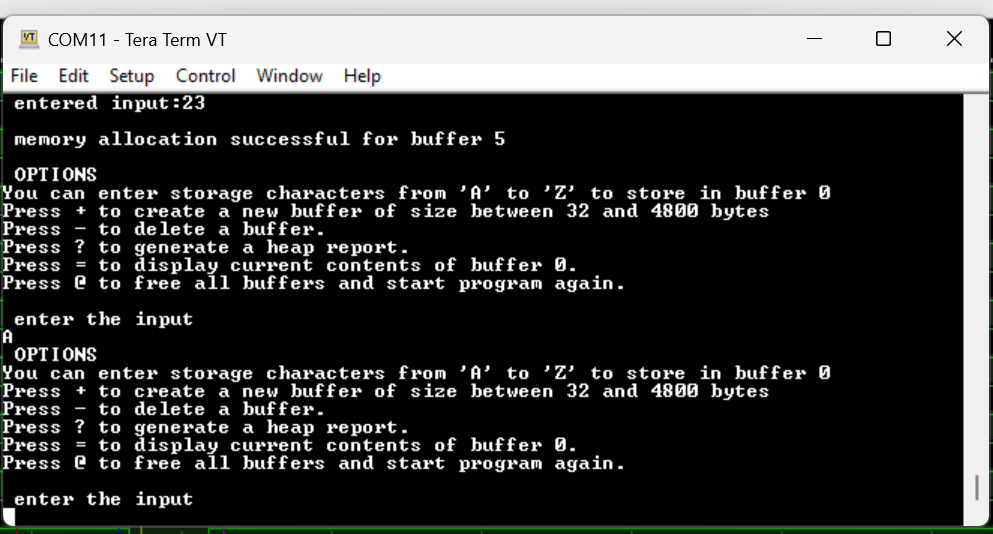 COM11 - Tera Term VT
File Edit Setup Control Window Help
entered input:23
memory allocation successful for buffer 5
OPTIONS
You can enter storage characters from 'A' to 'Z' to store in buffer 0
Press + to create a new buffer of size between 32 and 4800 bytes
Press - to delete a buffer.
Press ? to generate a heap report.
Press = to display current contents of buffer 0.
Press @ to free all buffers and start program again.
enter the input
A
OPTIONS
You can enter storage characters from 'A' to 'Z' to store in buffer 0
Press + to create a new buffer of size between 32 and 4800 bytes
Press - to delete a buffer.
Press ? to generate a heap report.
Press = to display current contents of buffer 0.
Press @ to free all buffers and start program again.
enter the input